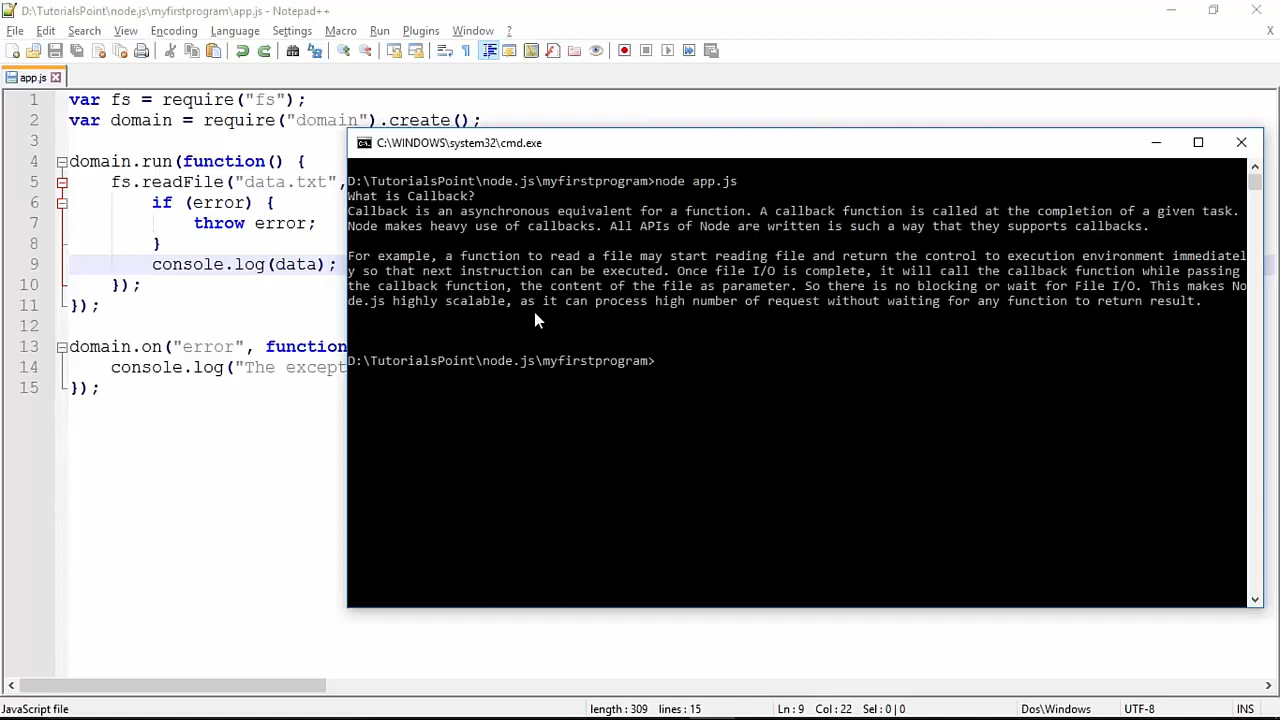 D:\TutorialsPoint\node.js\myfirstprogram\app.js - Notepad++
File Edit Search View Encoding Language Settings Macro Run Plugins Window ?
X
app.js
1 var fs = require("fs");
2 var domain = require("domain").create();
3
4 domain.run(function() {
5 fs.readFile("data.txt",
6 if (error) {
7 throw error;
8 }
9 console.log(data);
10 });
11 });
12
13 domain.on("error", function
14 console.log("The except
15 });
C:\WINDOWS\system32\cmd.exe
D:\TutorialsPoint\node.js\myfirstprogram>node app.js
What is Callback?
Callback is an asynchronous equivalent for a function. A callback function is called at the completion of a given task.
Node makes heavy use of callbacks. All APIs of Node are written is such a way that they supports callbacks.
For example, a function to read a file may start reading file and return the control to execution environment immediatel
y so that next instruction can be executed. Once file I/O is complete, it will call the callback function while passing
the callback function, the content of the file as parameter. So there is no blocking or wait for File I/O. This makes No
de.js highly scalable, as it can process high number of request without waiting for any function to return result.
D:\TutorialsPoint\node.js\myfirstprogram>
JavaScript file length : 309 lines : 15 Ln : 9 Col : 22 Sel : 0 | 0 Dos\Windows UTF-8 INS